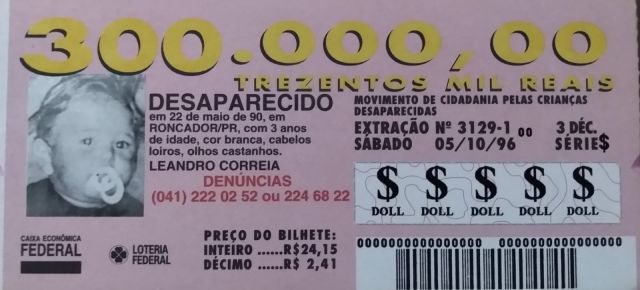 300.000,00
TREZENTOS MIL REAIS
DESAPARECIDO
em 22 de maio de 90, em
RONCADOR/PR, com 3 anos
de idade, cor branca, cabelos
loiros, olhos castanhos.
LEANDRO CORREIA
DENÚNCIAS
(041) 222 02 52 ou 224 68 22
MOVIMENTO DE CIDADANIA PELAS CRIANÇAS
DESAPARECIDAS
EXTRAÇÃO Nº 3129-1 00 3 DÉC.
SÁBADO 05/10/96 SÉRIE$
$ $ $ $ $
DOLL DOLL DOLL DOLL DOLL
CAIXA ECONÔMICA
FEDERAL
LOTERIA
FEDERAL
PREÇO DO BILHETE:
INTEIRO ......R$24,15
DÉCIMO ......R$ 2,41
0000000000000000 0000000000000000